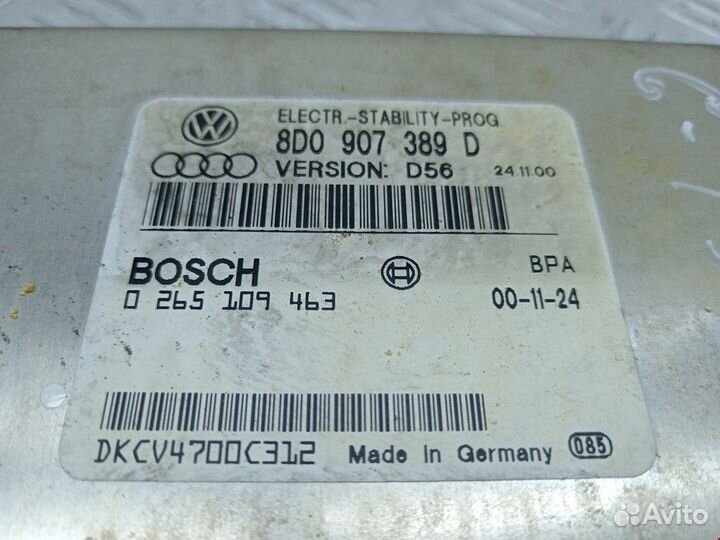 ELECTR.-STABILITY-PROG.
8D0 907 389 D
VERSION: D56 24.11.00
BOSCH BPA
0 265 109 463 00-11-24
DKCV4700C312 Made in Germany 085
Avito